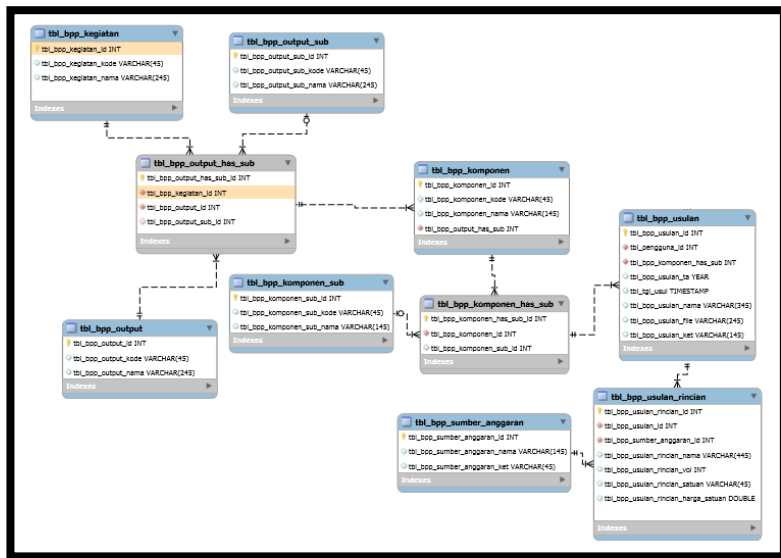 tbl_bpp_kegiatan
tbl_bpp_kegiatan_id INT
tbl_bpp_kegiatan_kode VARCHAR(45)
tbl_bpp_kegiatan_nama VARCHAR(245)
Indexes
tbl_bpp_output_sub
tbl_bpp_output_sub_id INT
tbl_bpp_output_sub_kode VARCHAR(45)
tbl_bpp_output_sub_nama VARCHAR(245)
Indexes
tbl_bpp_output_has_sub
tbl_bpp_output_has_sub_id INT
tbl_bpp_kegiatan_id INT
tbl_bpp_output_id INT
tbl_bpp_output_sub_id INT
Indexes
tbl_bpp_komponen
tbl_bpp_komponen_id INT
tbl_bpp_komponen_kode VARCHAR(45)
tbl_bpp_komponen_nama VARCHAR(145)
tbl_bpp_output_has_sub INT
Indexes
tbl_bpp_usulan
tbl_bpp_usulan_id INT
tbl_pengguna_id INT
tbl_bpp_komponen_has_sub INT
tbl_bpp_usulan_ta YEAR
tbl_tgl_usul TIMESTAMP
tbl_bpp_usulan_nama VARCHAR(345)
tbl_bpp_usulan_file VARCHAR(245)
tbl_bpp_usulan_ket VARCHAR(145)
Indexes
tbl_bpp_komponen_sub
tbl_bpp_komponen_sub_id INT
tbl_bpp_komponen_sub_kode VARCHAR(45)
tbl_bpp_komponen_sub_nama VARCHAR(145)
Indexes
tbl_bpp_komponen_has_sub
tbl_bpp_komponen_has_sub_id INT
tbl_bpp_komponen_id INT
tbl_bpp_komponen_sub_id INT
Indexes
tbl_bpp_output
tbl_bpp_output_id INT
tbl_bpp_output_kode VARCHAR(45)
tbl_bpp_output_nama VARCHAR(245)
Indexes
tbl_bpp_sumber_anggaran
tbl_bpp_sumber_anggaran_id INT
tbl_bpp_sumber_anggaran_nama VARCHAR(145)
tbl_bpp_sumber_anggaran_ket VARCHAR(45)
Indexes
tbl_bpp_usulan_rincian
tbl_bpp_usulan_rincian_id INT
tbl_bpp_usulan_id INT
tbl_bpp_sumber_anggaran_id INT
tbl_bpp_usulan_rincian_nama VARCHAR(445)
tbl_bpp_usulan_rincian_vol INT
tbl_bpp_usulan_rincian_satuan VARCHAR(45)
tbl_bpp_usulan_rincian_harga_satuan DOUBLE
Indexes